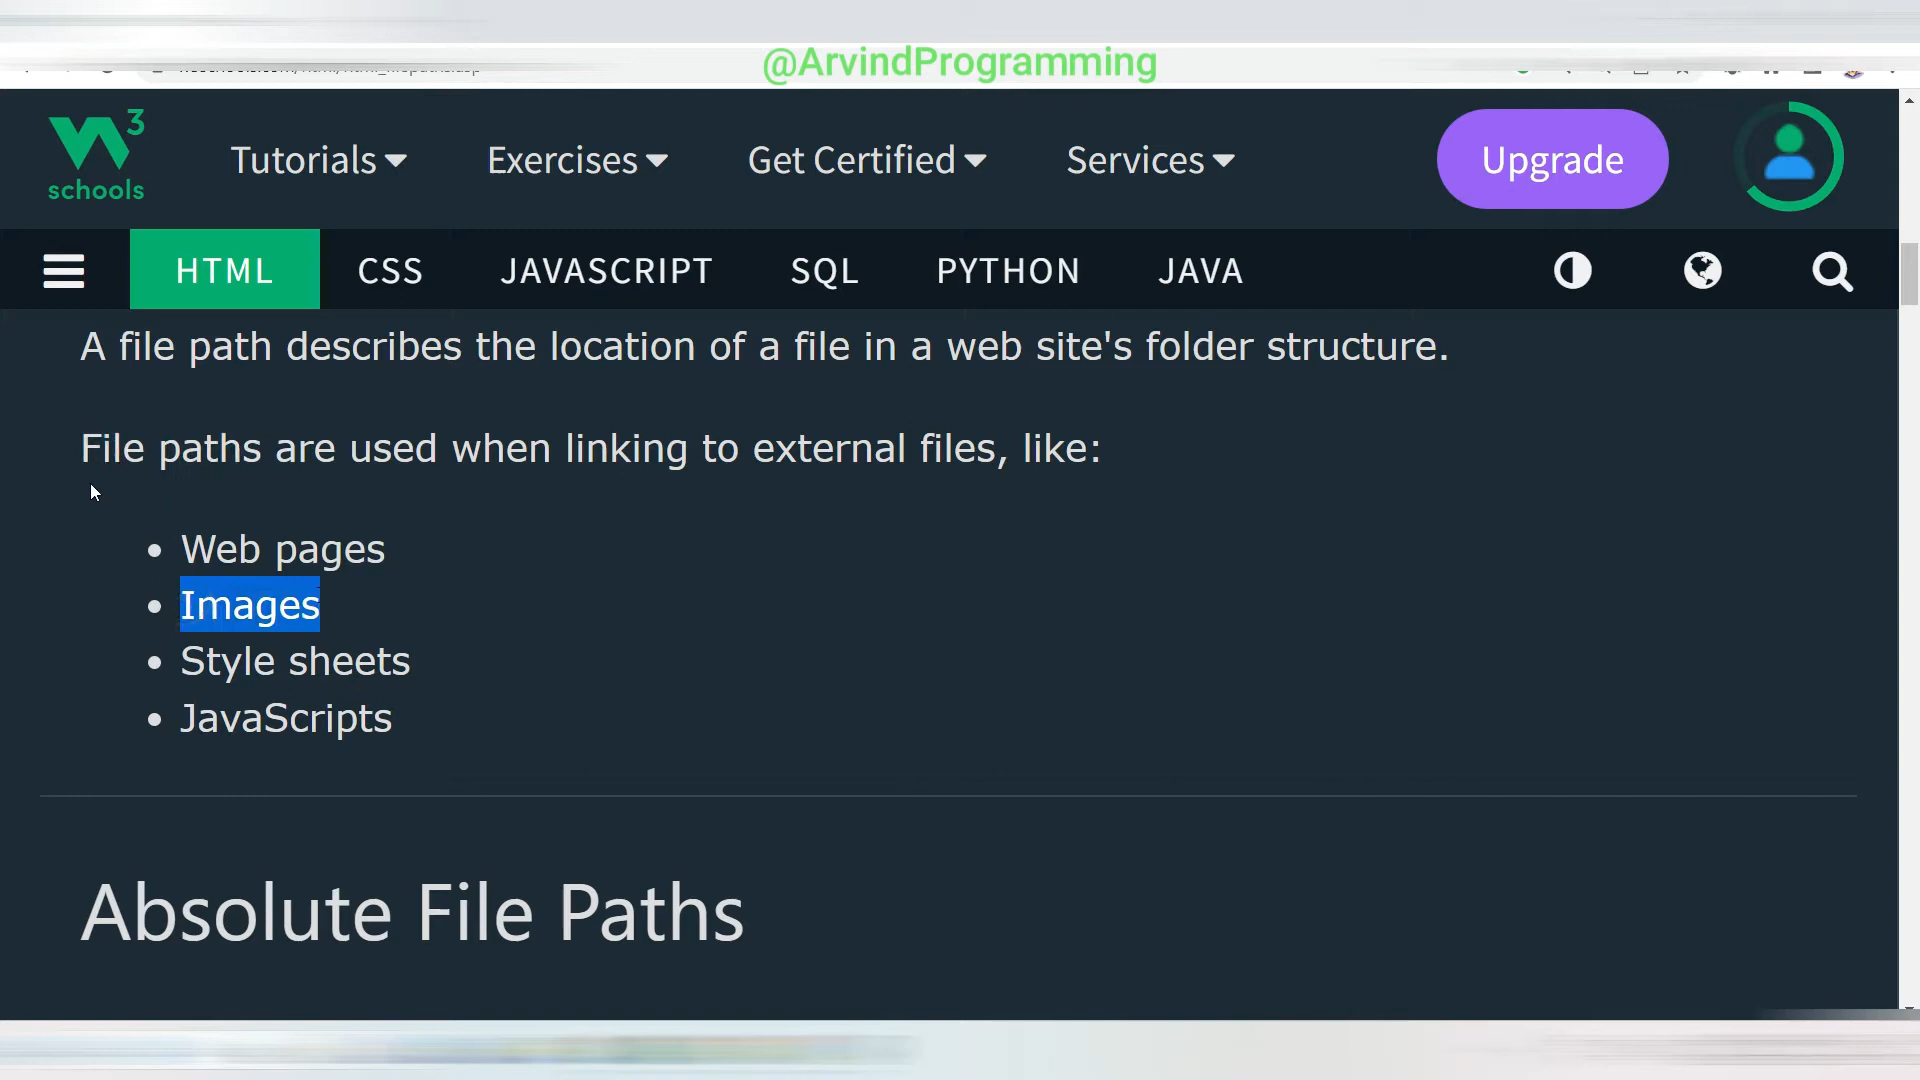 @ArvindProgramming
W3
schools
Tutorials
Exercises
Get Certified
Services
Upgrade
HTML
CSS
JAVASCRIPT
SQL
PYTHON
JAVA
A file path describes the location of a file in a web site's folder structure.
File paths are used when linking to external files, like:
• Web pages
• Images
• Style sheets
• JavaScripts
Absolute File Paths